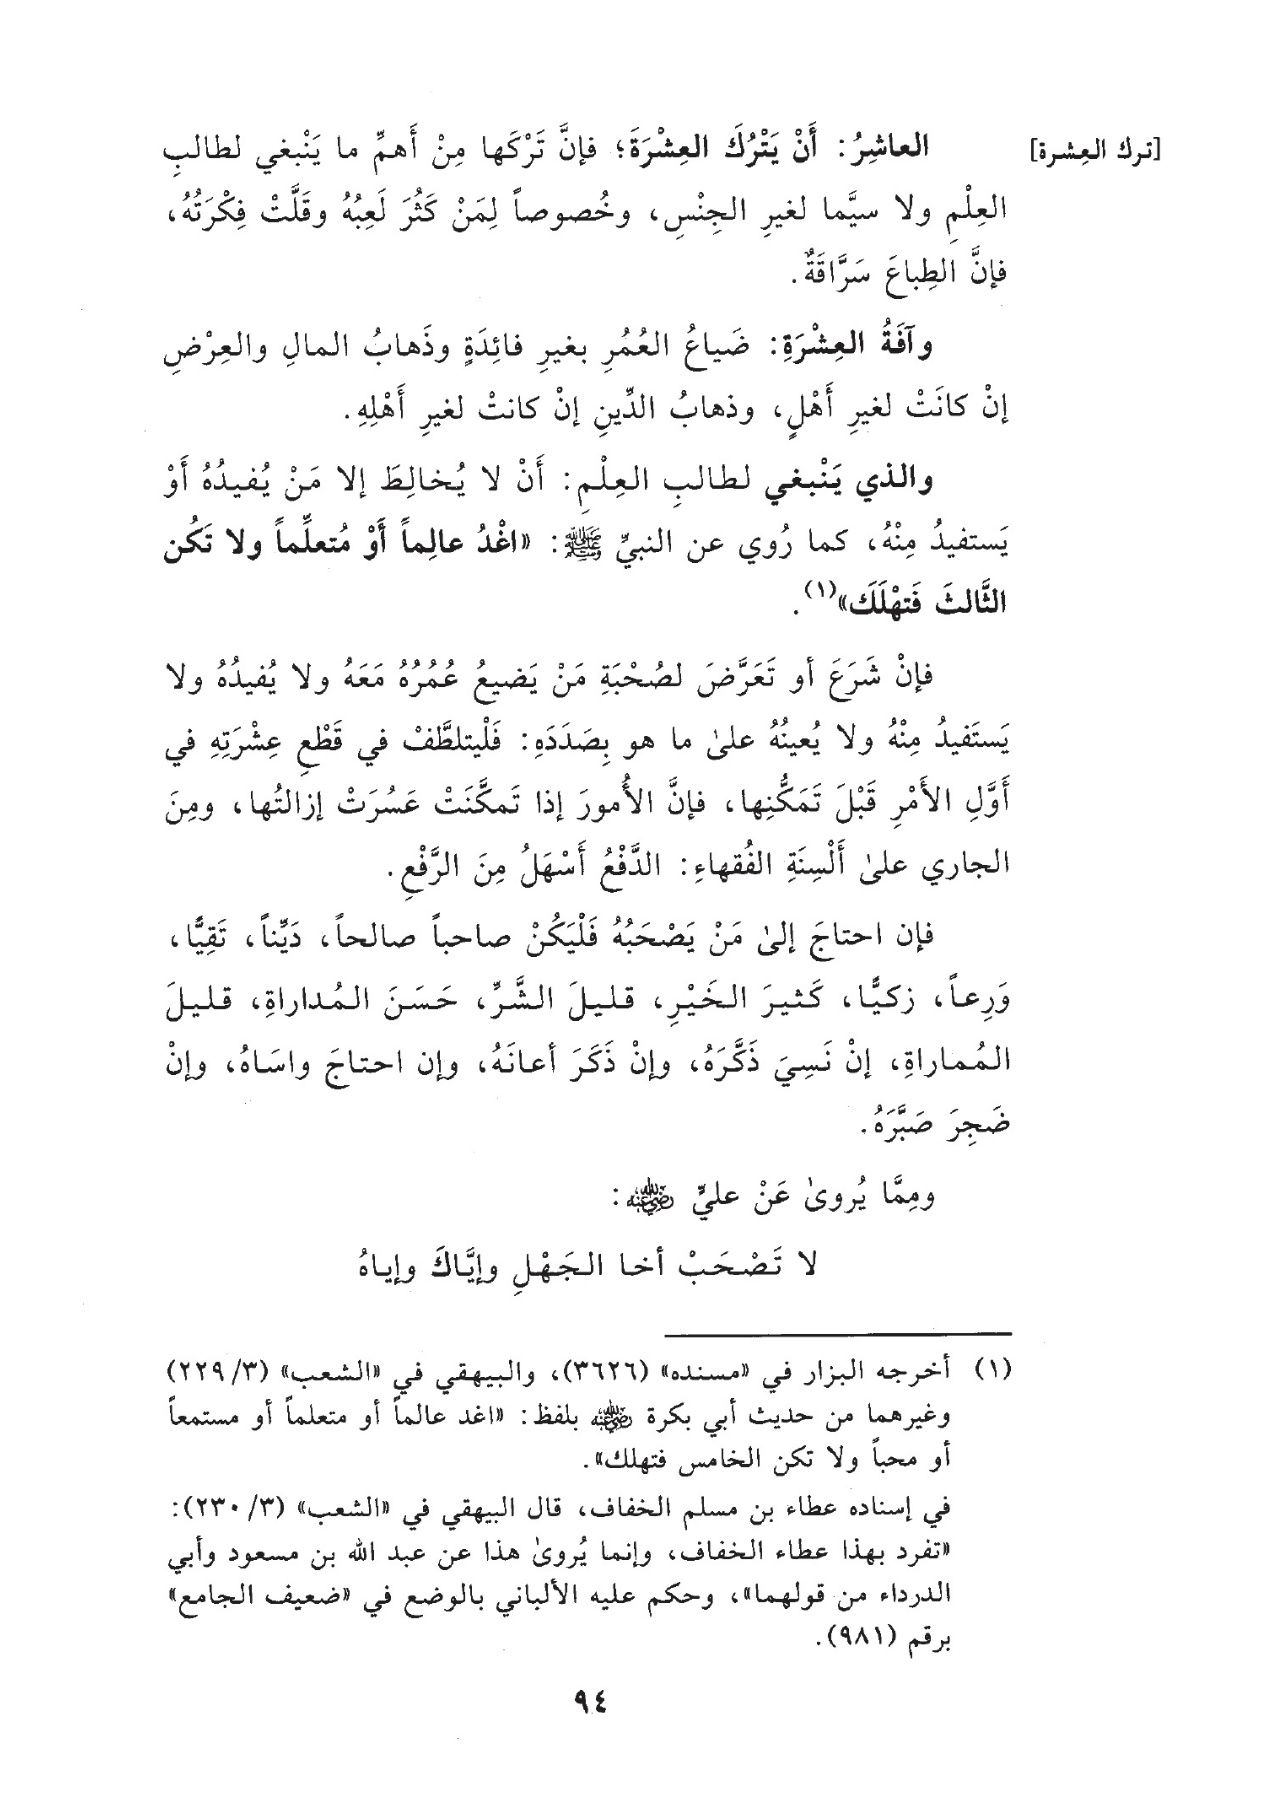 [ترك العِشرة]
العاشِرُ: أَنْ يَتْرُكَ العِشْرَةَ؛ فإنَّ تَرْكَها مِنْ أَهمِّ ما يَنْبغي لطالبِ
العِلْمِ ولا سيَّما لغيرِ الجِنْسِ، وخُصوصاً لِمَنْ كَثُرَ لَعِبُهُ وقَلَّتْ فِكْرَتُهُ،
فإنَّ الطِباعَ سَرَّاقَةٌ.
وآفَةُ العِشْرَةِ: ضَياعُ العُمُرِ بغيرِ فائِدَةٍ وذَهابُ المالِ والعِرْضِ
إنْ كانَتْ لغيرِ أَهْلٍ، وذهابُ الدِّينِ إنْ كانتْ لغيرِ أَهْلِهِ.
والذي يَنْبغي لطالبِ العِلْمِ: أَنْ لا يُخالِطَ إلا مَنْ يُفيدُهُ أَوْ
يَستفيدُ مِنْهُ، كما رُوي عن النبيِّ ﷺ: «اغْدُ عالِماً أَوْ مُتعلِّماً ولا تَكُن
الثَّالثَ فَتهْلَكَ»(١).
فإنْ شَرَعَ أو تَعَرَّضَ لصُحْبَةِ مَنْ يَضيعُ عُمُرُهُ مَعَهُ ولا يُفيدُهُ ولا
يَستَفيدُ مِنْهُ ولا يُعينُهُ علىٰ ما هو بِصَدَدَهِ: فَلْيتلطَّفْ في قَطْعِ عِشْرَتِهِ في
أَوَّلِ الأَمْرِ قَبْلَ تَمَكُّنِها، فإنَّ الأُمورَ إذا تَمكَّنَتْ عَسُرَتْ إزالتُها، ومِنَ
الجاري علىٰ أَلْسِنَةِ الفُقهاءِ: الدَّفْعُ أَسْهَلُ مِنَ الرَّفْعِ.
فإن احتاجَ إلىٰ مَنْ يَصْحَبُهُ فَلْيَكُنْ صاحباً صالحاً، دَيِّناً، تَقِيًّا،
وَرِعاً، زكيًّا، كَثيرَ الخَيْرِ، قليلَ الشَّرِّ، حَسَنَ المُداراةِ، قليلَ
المُماراةِ، إنْ نَسِيَ ذَكَّرَهُ، وإنْ ذَكَرَ أعانَهُ، وإن احتاجَ واسَاهُ، وإنْ
ضَجِرَ صَبَّرَهُ.
ومِمَّا يُروىٰ عَنْ عليٍّ رضي الله عنه:
لا تَصْحَبْ أخا الجَهْلِ وإيَّاكَ وإياهُ
(١) أخرجه البزار في «مسنده» (٣٦٢٦)، والبيهقي في «الشعب» (٢٢٩/٣)
وغيرهما من حديث أبي بكرة رضي الله عنه بلفظ: «اغد عالماً أو متعلماً أو مستمعاً
أو محباً ولا تكن الخامس فتهلك».
في إسناده عطاء بن مسلم الخفاف، قال البيهقي في «الشعب» (٢٣٠/٣):
«تفرد بهذا عطاء الخفاف، وإنما يُروىٰ هذا عن عبد الله بن مسعود وأبي
الدرداء من قولهما»، وحكم عليه الألباني بالوضع في «ضعيف الجامع»
برقم (٩٨١).
٩٤